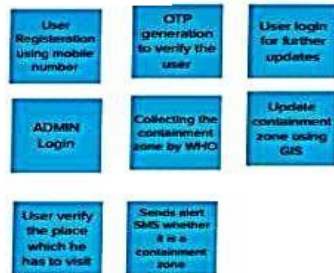 User
Registeration
using mobile
number
OTP
generation
to verify the
user
User login
for further
updates
ADMIN
Login
Collecting the
containment
zone by WHO
Update
containment
zone using
GIS
User verify
the place
which he
has to visit
Sends alert
SMS whether
it is a
containment
zone